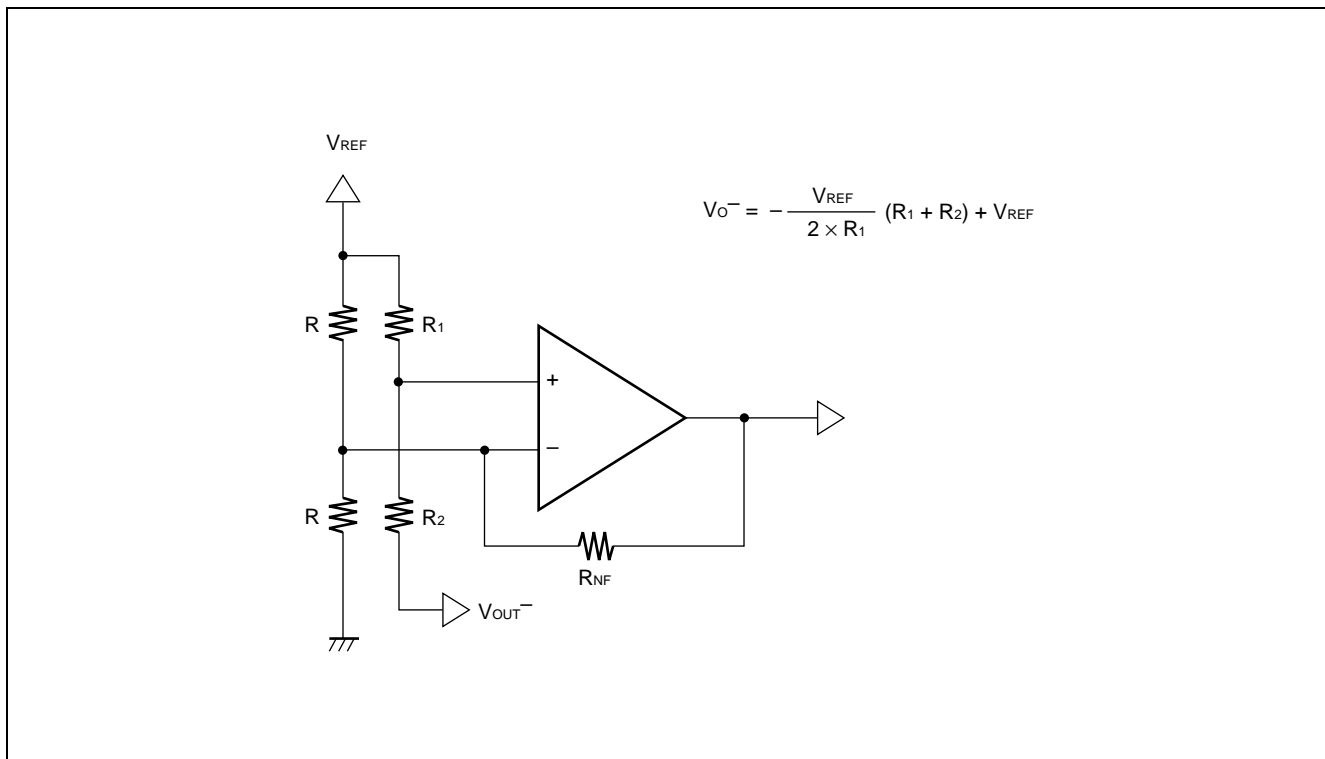 VREF
VO− = − VREF / 2 × R1 (R1 + R2) + VREF
R
R1
+
−
R
R2
RNF
VOUT−